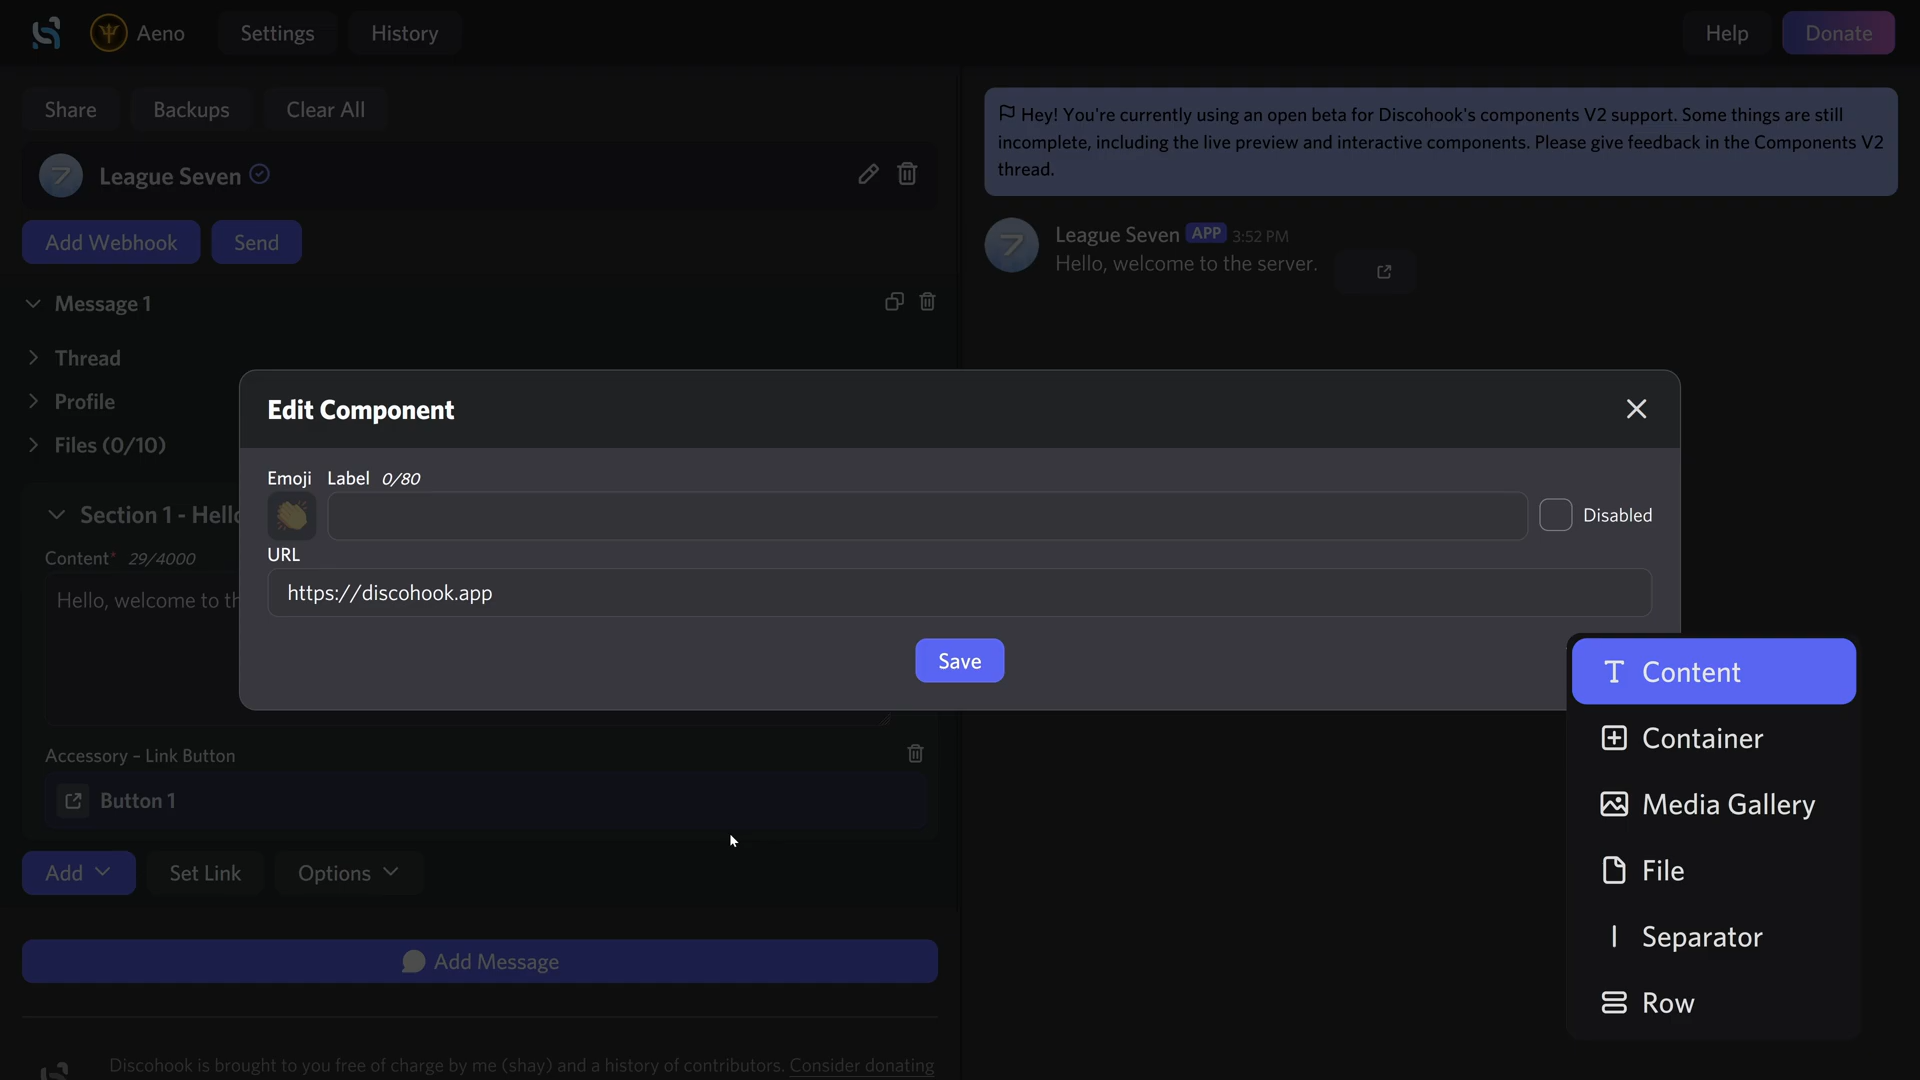 Aeno
Settings
History
Help
Donate
Share
Backups
Clear All
League Seven
Add Webhook
Send
Message 1
Thread
Profile
Files (0/10)
Section 1 - Hello
Content* 29/4000
Hello, welcome to th
Accessory – Link Button
Button 1
Add
Set Link
Options
Add Message
Discohook is brought to you free of charge by me (shay) and a history of contributors. Consider donating
Hey! You're currently using an open beta for Discohook's components V2 support. Some things are still
incomplete, including the live preview and interactive components. Please give feedback in the Components V2
thread.
League Seven APP 3:52 PM
Hello, welcome to the server.
Edit Component
Emoji Label 0/80
Disabled
URL
https://discohook.app
Save
Content
Container
Media Gallery
File
Separator
Row